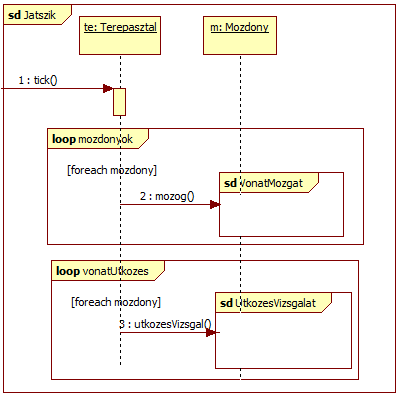 sd Jatszik
te: Terepasztal
m: Mozdony
1 : tick()
loop mozdonyok
[foreach mozdony]
sd VonatMozgat
2 : mozog()
loop vonatUtkozes
[foreach mozdony]
sd UtkozesVizsgalat
3 : utkozesVizsgal()